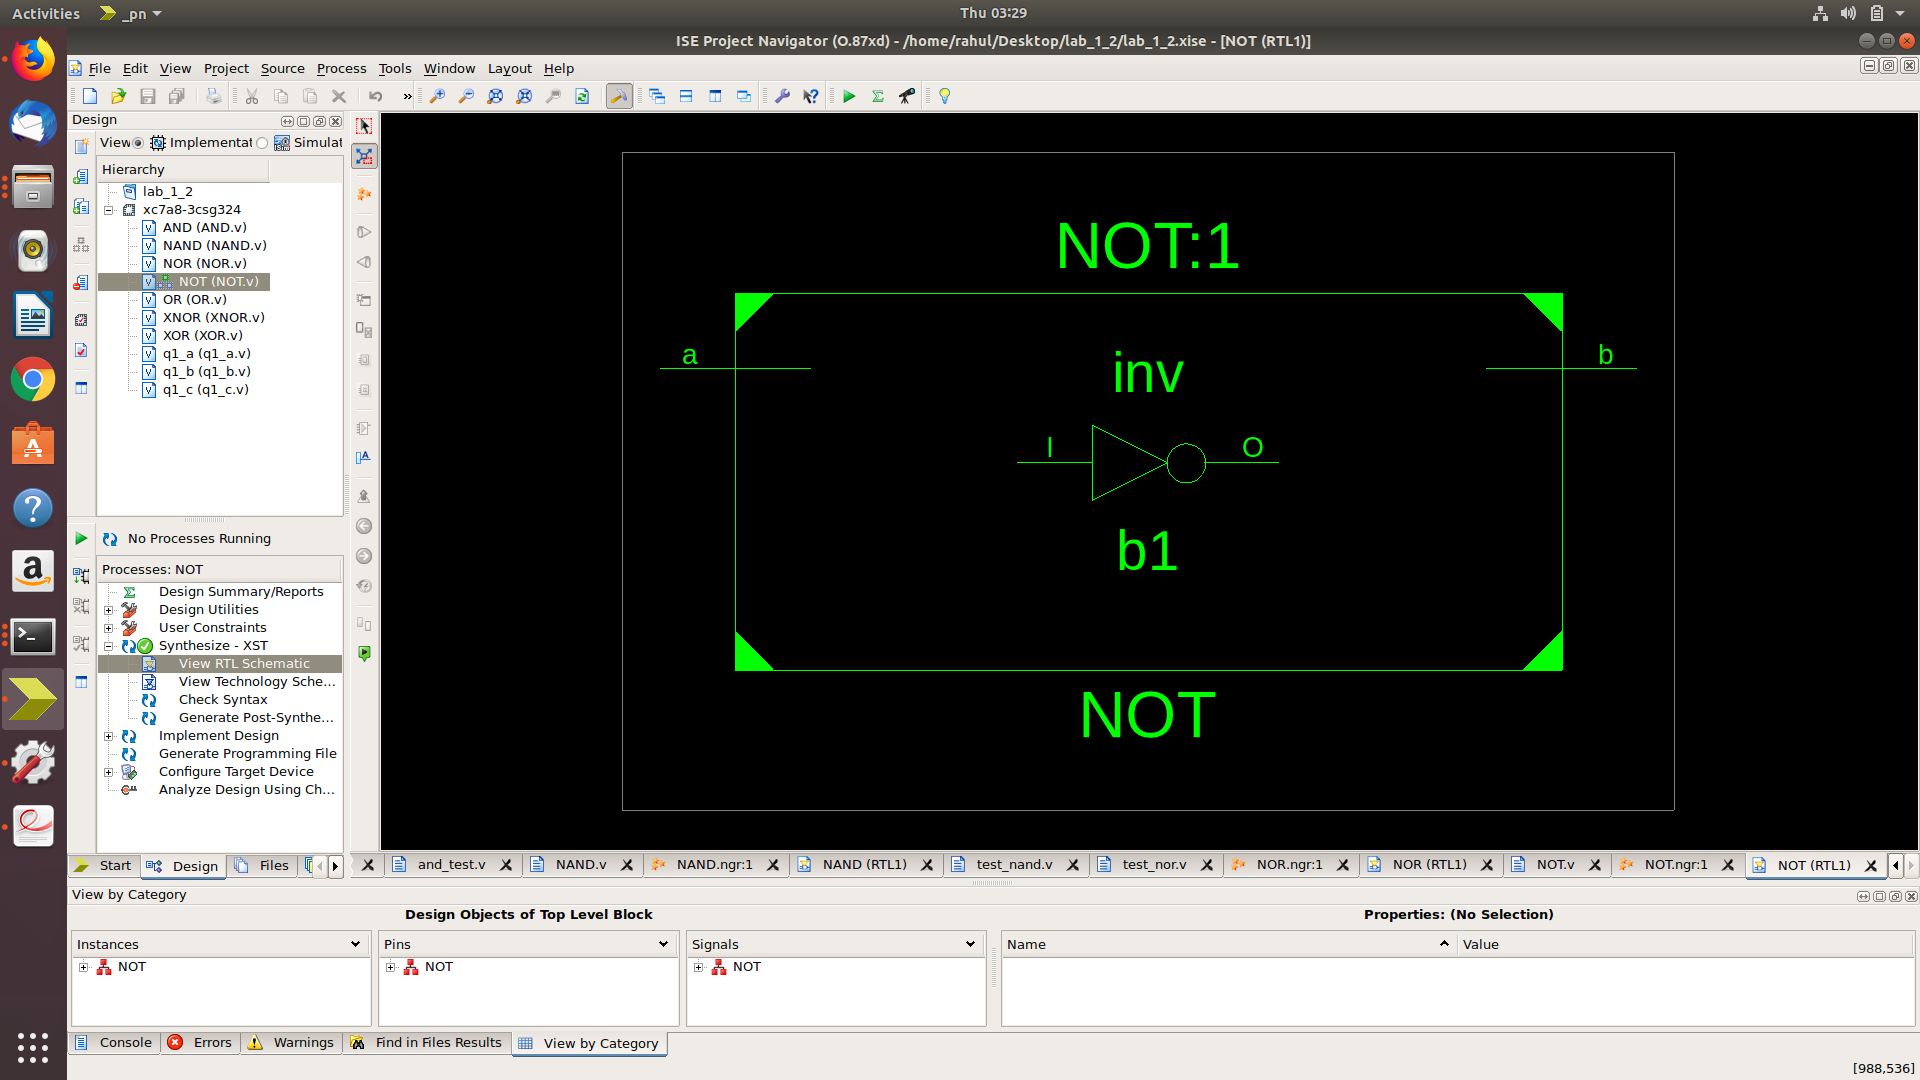 Activities
_pn
Thu 03:29
ISE Project Navigator (O.87xd) - /home/rahul/Desktop/lab_1_2/lab_1_2.xise - [NOT (RTL1)]
File Edit View Project Source Process Tools Window Layout Help
»
Design
View Implementat Simulat
Hierarchy
lab_1_2
xc7a8-3csg324
AND (AND.v)
NAND (NAND.v)
NOR (NOR.v)
NOT (NOT.v)
OR (OR.v)
XNOR (XNOR.v)
XOR (XOR.v)
q1_a (q1_a.v)
q1_b (q1_b.v)
q1_c (q1_c.v)
No Processes Running
Processes: NOT
Design Summary/Reports
Design Utilities
User Constraints
Synthesize - XST
View RTL Schematic
View Technology Sche...
Check Syntax
Generate Post-Synthe...
Implement Design
Generate Programming File
Configure Target Device
Analyze Design Using Ch...
Start Design Files
NOT:1
a
b
inv
I
O
b1
NOT
and_test.v NAND.v NAND.ngr:1 NAND (RTL1) test_nand.v test_nor.v NOR.ngr:1 NOR (RTL1) NOT.v NOT.ngr:1 NOT (RTL1)
View by Category
Design Objects of Top Level Block
Properties: (No Selection)
Instances Pins Signals Name Value
NOT NOT NOT
Console Errors Warnings Find in Files Results View by Category
[988,536]